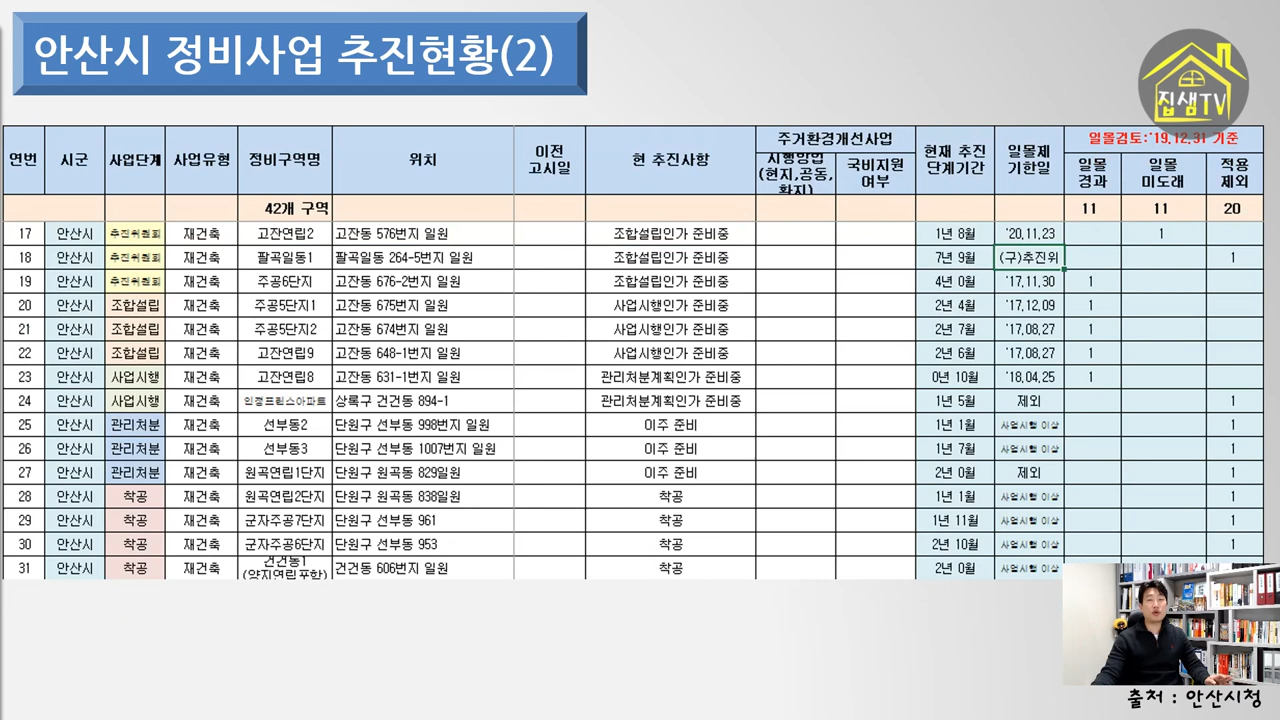 안산시 정비사업 추진현황(2)
집샘TV
연번 시군 사업단계 사업유형 정비구역명 위치 이전 고시일 현 추진사항 주거환경개선사업 시행방법 (현지,공동, 환지) 국비지원 여부 현재 추진 단계기간 일몰제 기한일 일몰검토:'19.12.31 기준 일몰 경과 일몰 미도래 적용 제외
42개 구역 11 11 20
17 안산시 추진위원회 재건축 고잔연립2 고잔동 576번지 일원 조합설립인가 준비중 1년 8월 '20.11.23 1
18 안산시 추진위원회 재건축 팔곡일동1 팔곡일동 264-5번지 일원 조합설립인가 준비중 7년 9월 (구)추진위 1
19 안산시 추진위원회 재건축 주공6단지 고잔동 676-2번지 일원 조합설립인가 준비중 4년 0월 '17.11.30 1
20 안산시 조합설립 재건축 주공5단지1 고잔동 675번지 일원 사업시행인가 준비중 2년 4월 '17.12.09 1
21 안산시 조합설립 재건축 주공5단지2 고잔동 674번지 일원 사업시행인가 준비중 2년 7월 '17.08.27 1
22 안산시 조합설립 재건축 고잔연립9 고잔동 648-1번지 일원 사업시행인가 준비중 2년 6월 '17.08.27 1
23 안산시 사업시행 재건축 고잔연립8 고잔동 631-1번지 일원 관리처분계획인가 준비중 0년 10월 '18.04.25 1
24 안산시 사업시행 재건축 인정프린스아파트 상록구 건건동 894-1 관리처분계획인가 준비중 1년 5월 제외 1
25 안산시 관리처분 재건축 선부동2 단원구 선부동 998번지 일원 이주 준비 1년 1월 사업시행 이상 1
26 안산시 관리처분 재건축 선부동3 단원구 선부동 1007번지 일원 이주 준비 1년 7월 사업시행 이상 1
27 안산시 관리처분 재건축 원곡연립1단지 단원구 원곡동 829일원 이주 준비 2년 0월 제외 1
28 안산시 착공 재건축 원곡연립2단지 단원구 원곡동 838일원 착공 1년 1월 사업시행 이상 1
29 안산시 착공 재건축 군자주공7단지 단원구 선부동 961 착공 1년 11월 사업시행 이상 1
30 안산시 착공 재건축 군자주공6단지 단원구 선부동 953 착공 2년 10월 사업시행 이상 1
31 안산시 착공 재건축 건건동1 (양지연립포함) 건건동 606번지 일원 착공 2년 0월 사업시행 이상
출처 : 안산시청